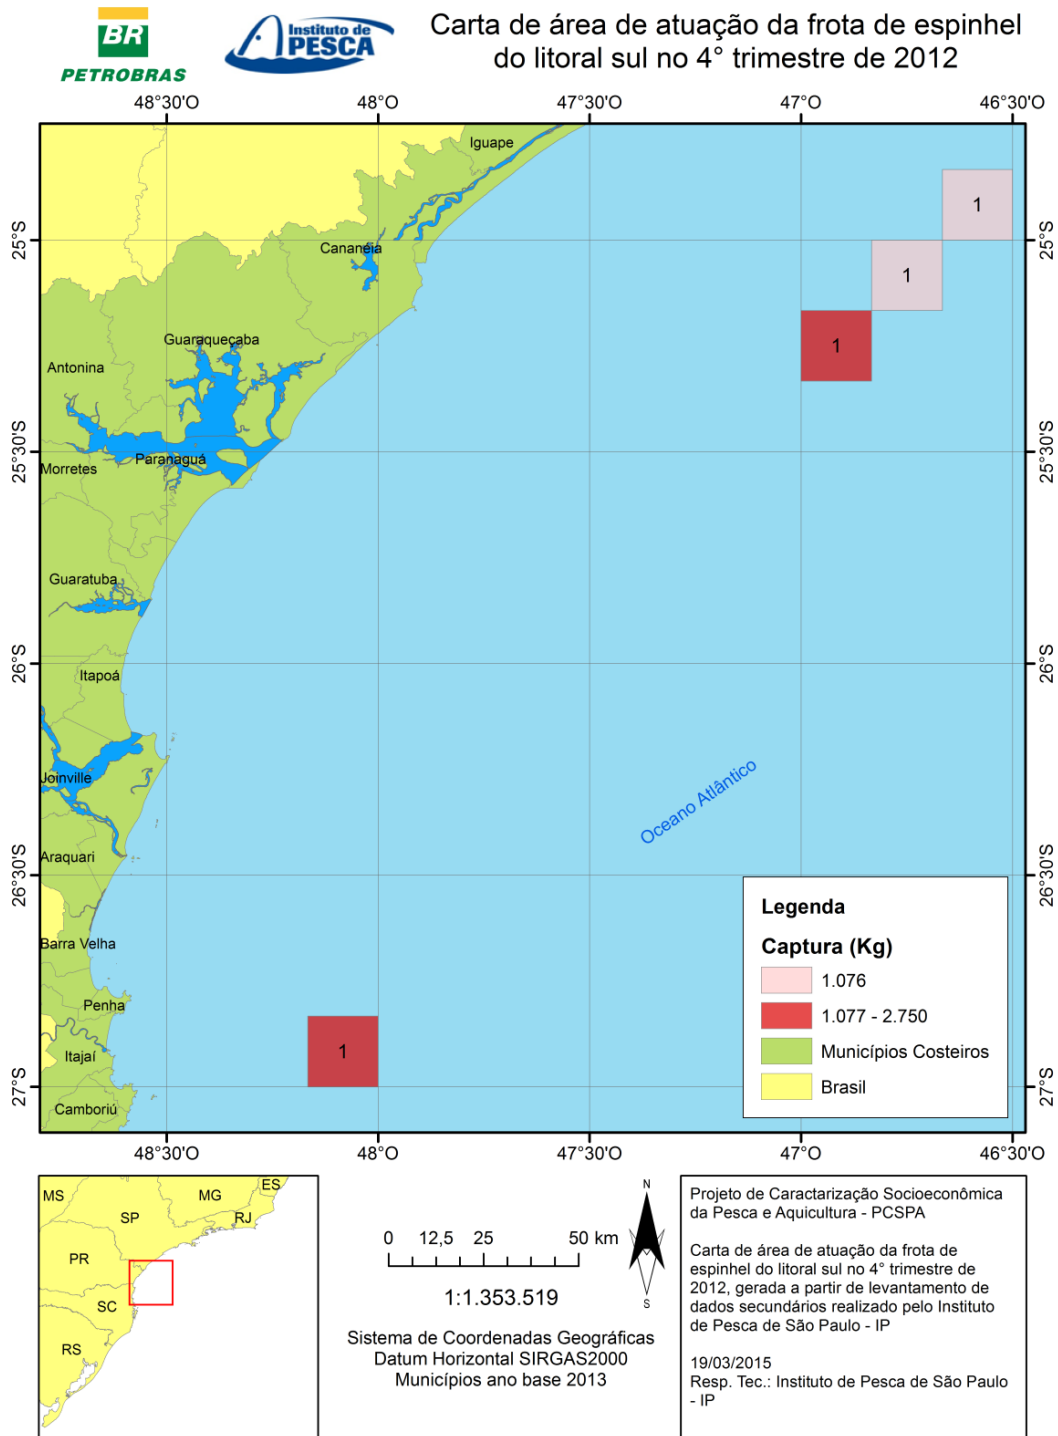 BR
PETROBRAS
Instituto de
PESCA
Carta de área de atuação da frota de espinhel
do litoral sul no 4° trimestre de 2012
48°30'O
48°O
47°30'O
47°O
46°30'O
25°S
25°30'S
26°S
26°30'S
27°S
25°S
25°30'S
26°S
26°30'S
27°S
Iguape
Cananéia
Guaraqueçaba
Antonina
Morretes
Paranaguá
Guaratuba
Itapoá
Joinville
Araquari
Barra Velha
Penha
Itajaí
Camboriú
1
1
1
1
Oceano Atlântico
Legenda
Captura (Kg)
1.076
1.077 - 2.750
Municípios Costeiros
Brasil
48°30'O
48°O
47°30'O
47°O
46°30'O
MS
MG
ES
SP
RJ
PR
SC
RS
0 12,5 25 50 km
1:1.353.519
N
S
Sistema de Coordenadas Geográficas
Datum Horizontal SIRGAS2000
Municípios ano base 2013
Projeto de Caractarização Socioeconômica
da Pesca e Aquicultura - PCSPA
Carta de área de atuação da frota de
espinhel do litoral sul no 4° trimestre de
2012, gerada a partir de levantamento de
dados secundários realizado pelo Instituto
de Pesca de São Paulo - IP
19/03/2015
Resp. Tec.: Instituto de Pesca de São Paulo
- IP